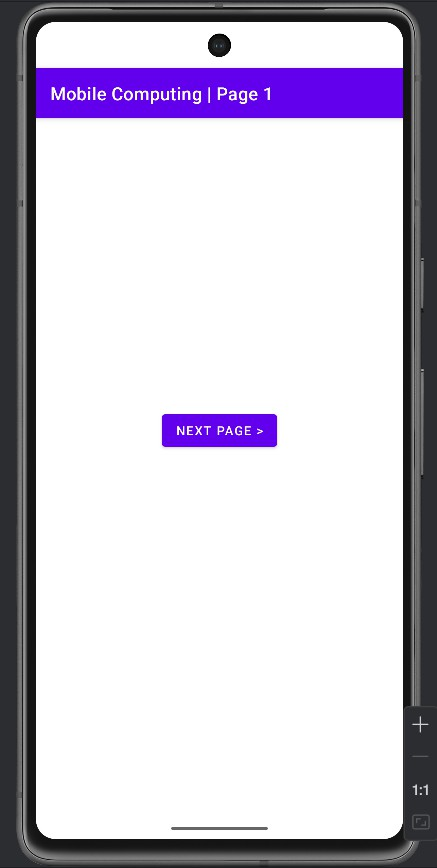 Mobile Computing | Page 1
NEXT PAGE >
1:1